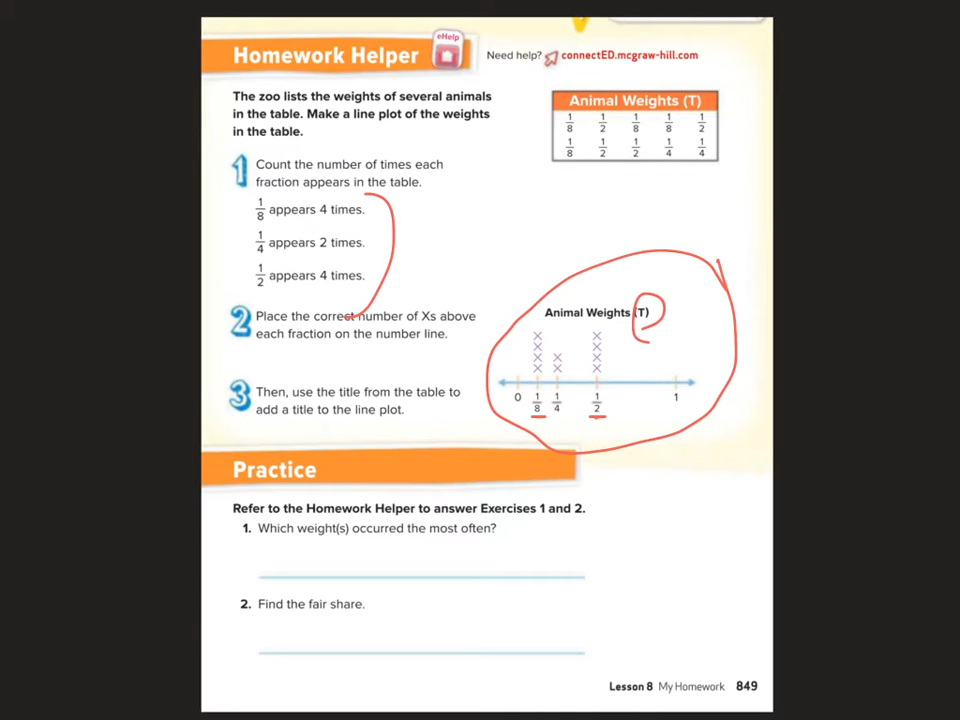 eHelp
Homework Helper
Need help? connectED.mcgraw-hill.com
The zoo lists the weights of several animals
in the table. Make a line plot of the weights
in the table.
Animal Weights (T)
1/8 1/2 1/8 1/8 1/2
1/8 1/2 1/2 1/4 1/4
1 Count the number of times each
fraction appears in the table.
1/8 appears 4 times.
1/4 appears 2 times.
1/2 appears 4 times.
2 Place the correct number of Xs above
each fraction on the number line.
3 Then, use the title from the table to
add a title to the line plot.
Animal Weights (T)
X X
X X
X X X
X X X
0 1/8 1/4 1/2 1
Practice
Refer to the Homework Helper to answer Exercises 1 and 2.
1. Which weight(s) occurred the most often?
2. Find the fair share.
Lesson 8 My Homework 849